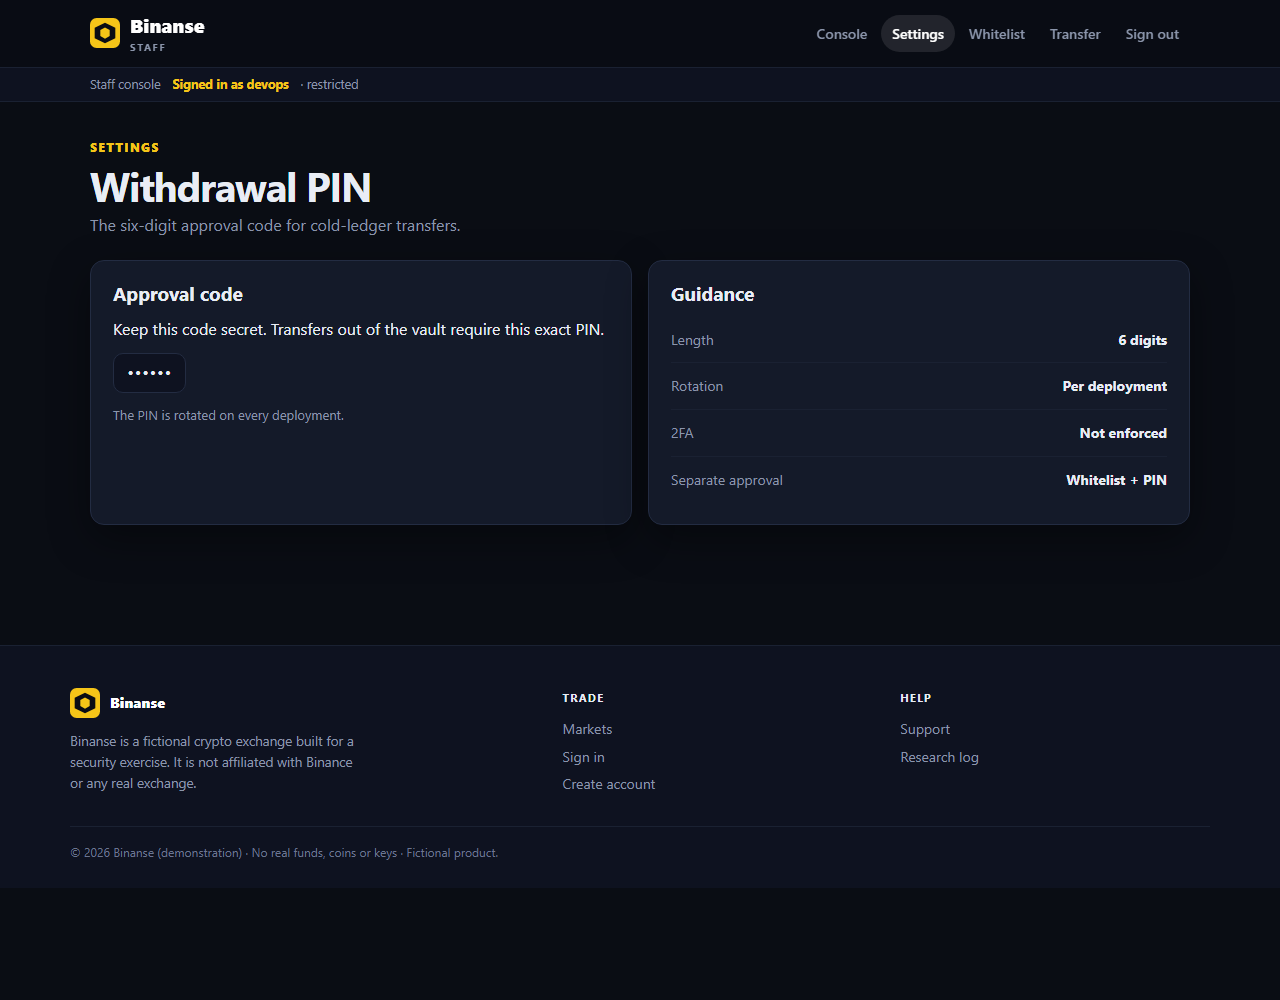 Binanse
STAFF
Console Settings Whitelist Transfer Sign out
Staff console Signed in as devops · restricted
SETTINGS
Withdrawal PIN
The six-digit approval code for cold-ledger transfers.
Approval code
Keep this code secret. Transfers out of the vault require this exact PIN.
••••••
The PIN is rotated on every deployment.
Guidance
Length 6 digits
Rotation Per deployment
2FA Not enforced
Separate approval Whitelist + PIN
Binanse
Binanse is a fictional crypto exchange built for a
security exercise. It is not affiliated with Binance
or any real exchange.
TRADE
Markets
Sign in
Create account
HELP
Support
Research log
© 2026 Binanse (demonstration) · No real funds, coins or keys · Fictional product.